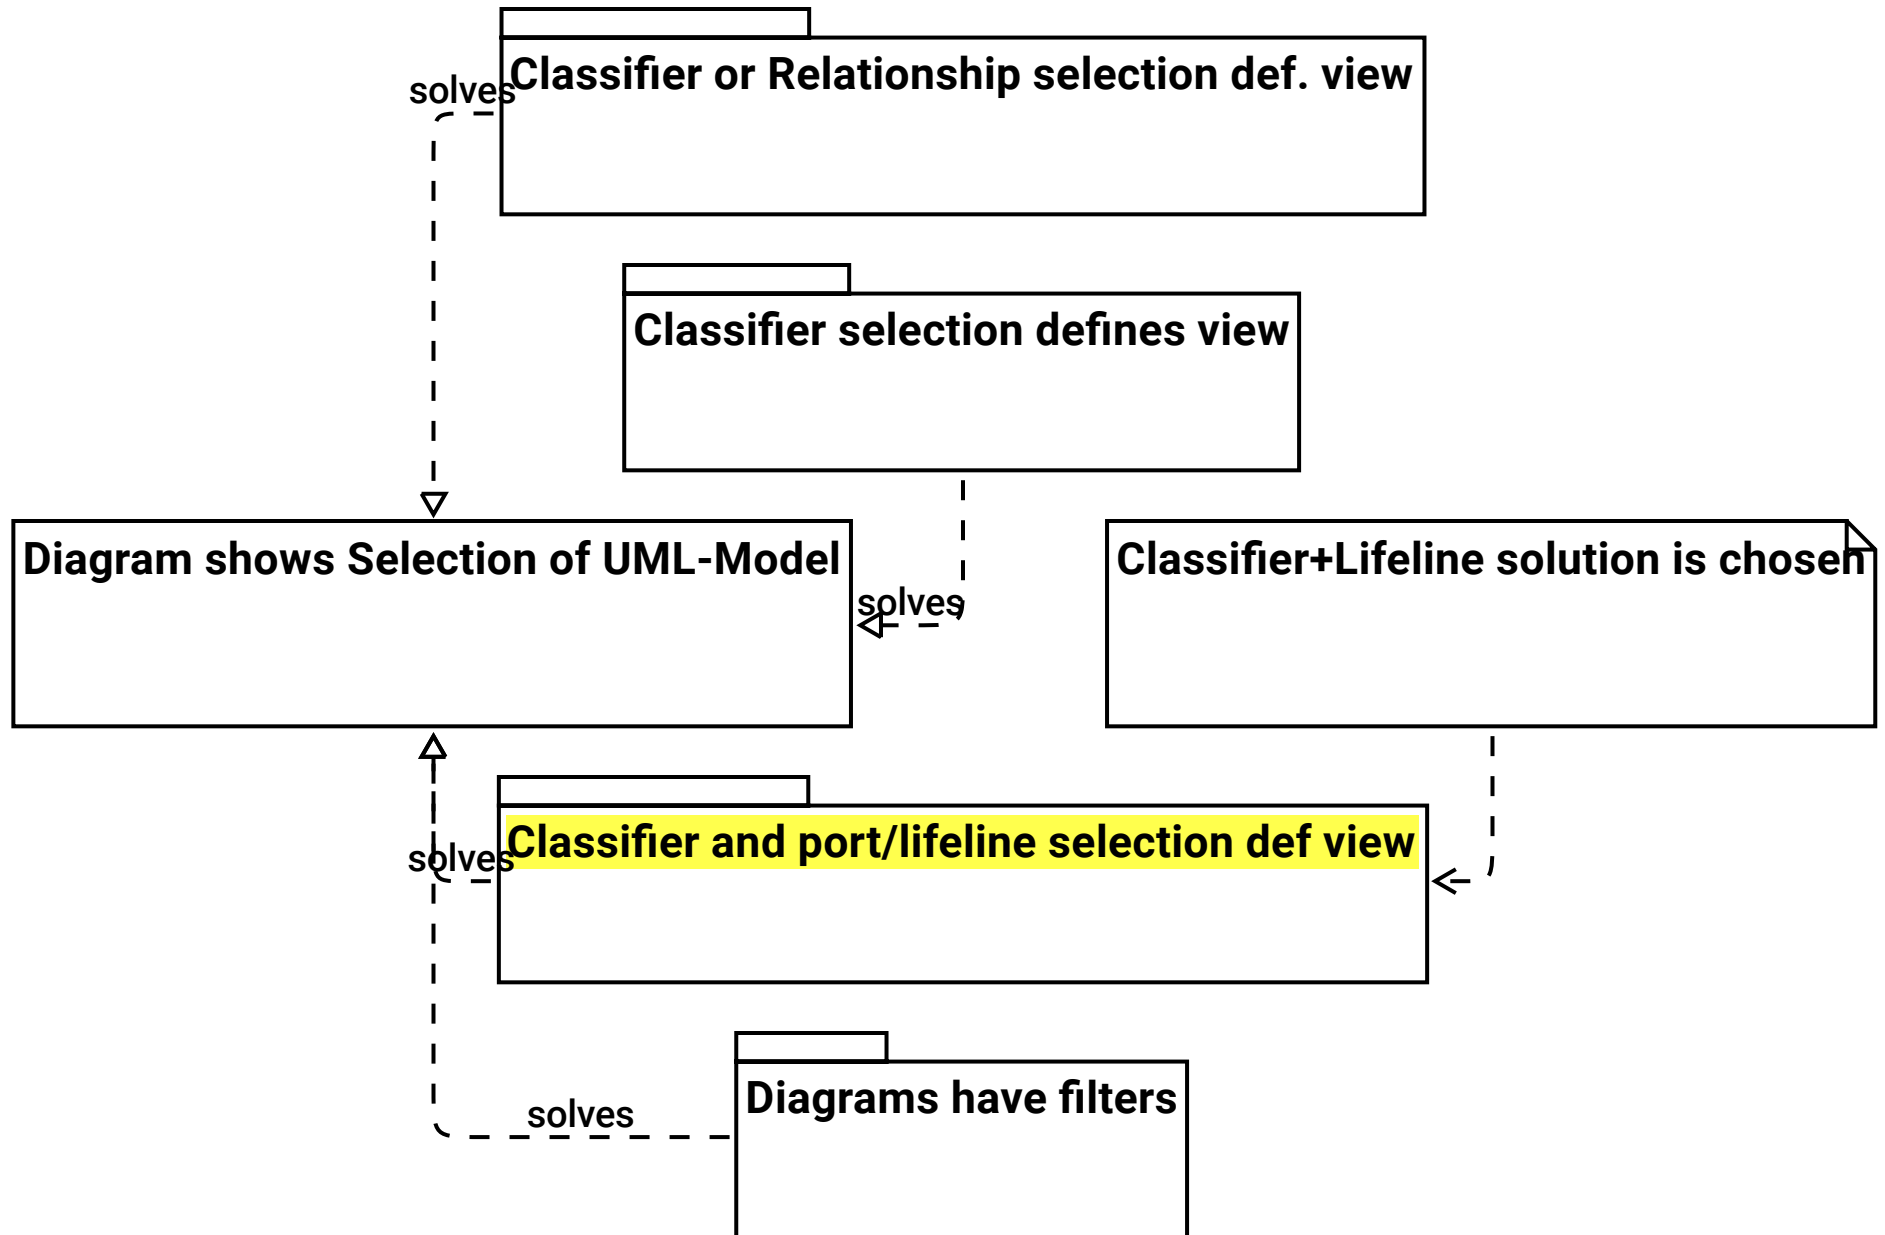 Classifier or Relationship selection def. view
solves
Classifier selection defines view
Diagram shows Selection of UML-Model
Classifier+Lifeline solution is chosen
solves
Classifier and port/lifeline selection def view
solves
Diagrams have filters
solves